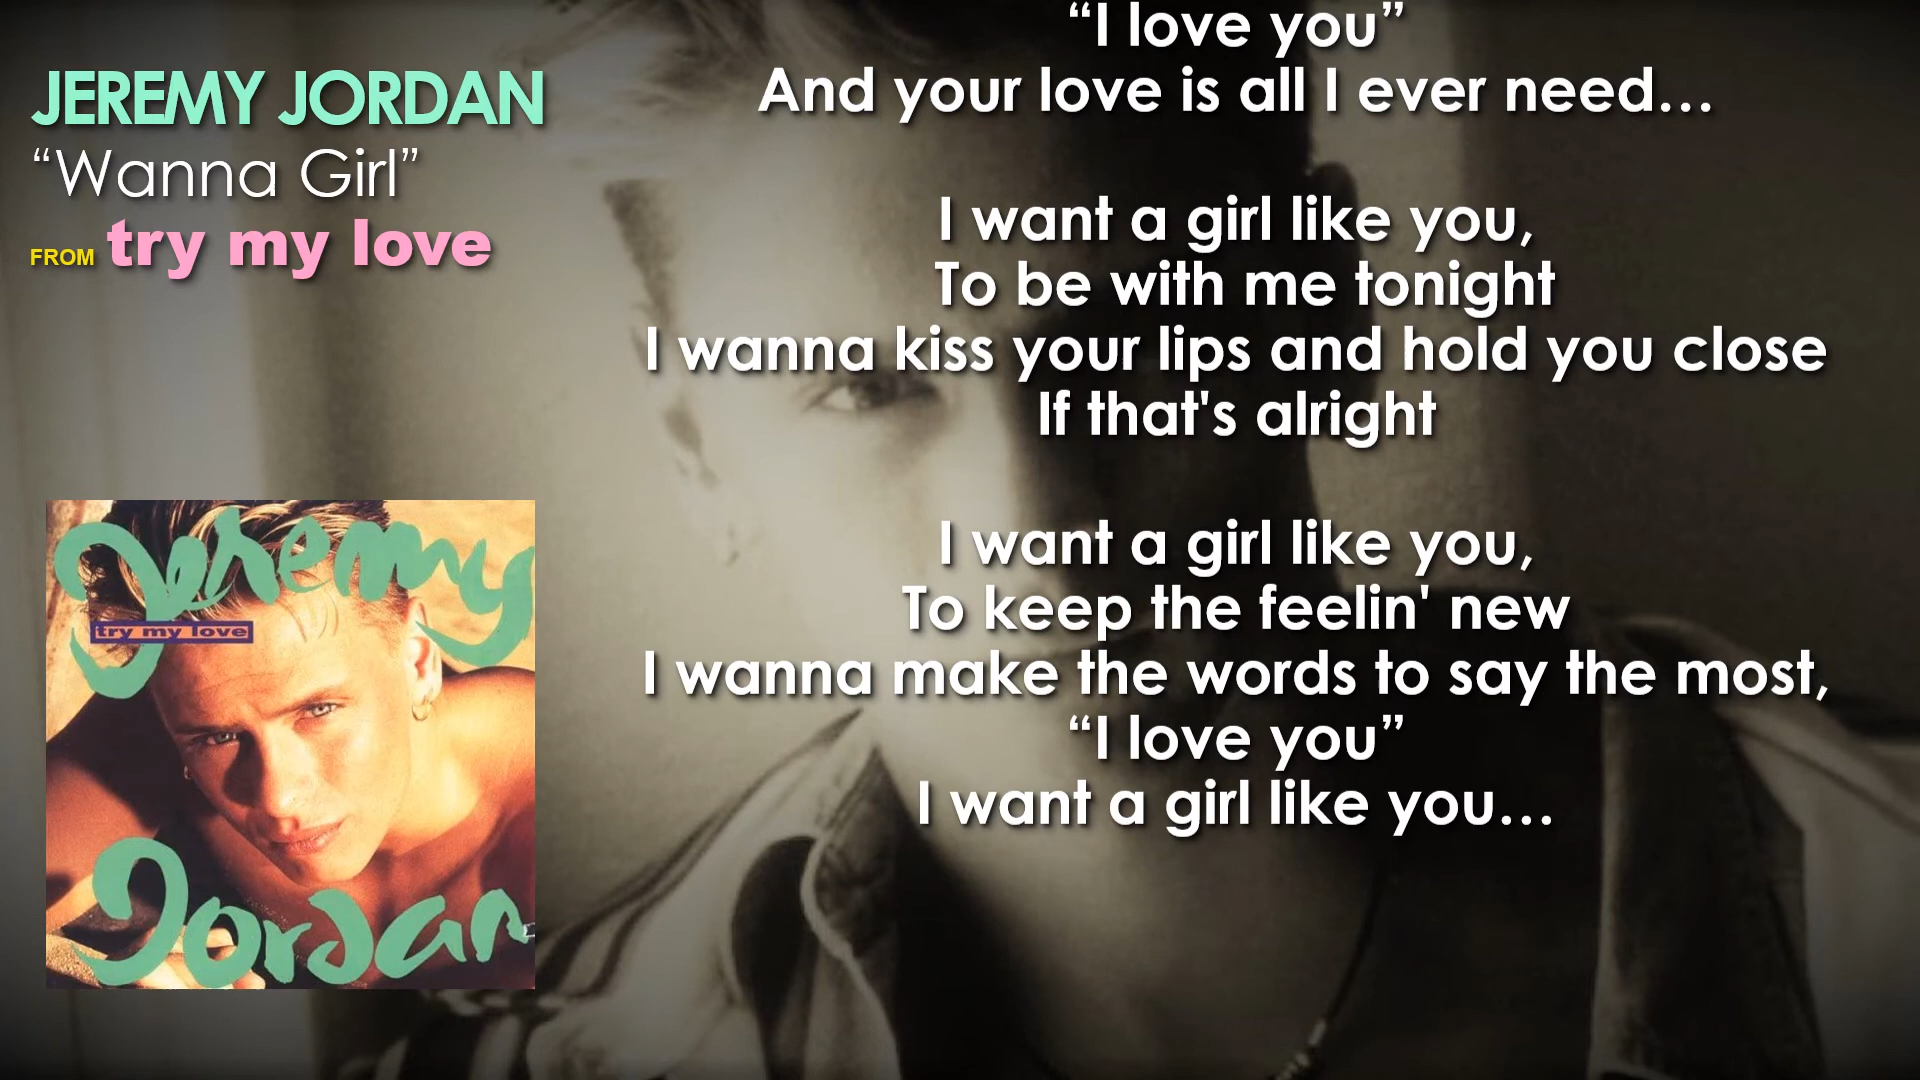 JEREMY JORDAN
“Wanna Girl”
FROM try my love
Jeremy
try my love
Jordan
“I love you”
And your love is all I ever need…
I want a girl like you,
To be with me tonight
I wanna kiss your lips and hold you close
If that's alright
I want a girl like you,
To keep the feelin' new
I wanna make the words to say the most,
“I love you”
I want a girl like you…